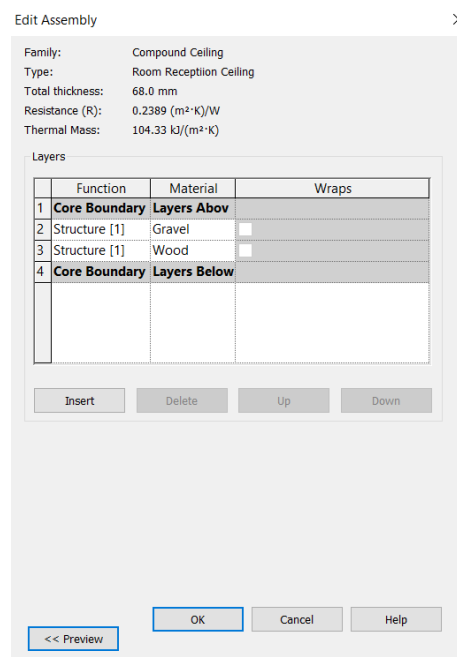 Edit Assembly
Family: Compound Ceiling
Type: Room Receptiion Ceiling
Total thickness: 68.0 mm
Resistance (R): 0.2389 (m²·K)/W
Thermal Mass: 104.33 kJ/(m²·K)
Layers
Function Material Wraps
1 Core Boundary Layers Abov
2 Structure [1] Gravel
3 Structure [1] Wood
4 Core Boundary Layers Below
Insert Delete Up Down
OK Cancel Help
<< Preview